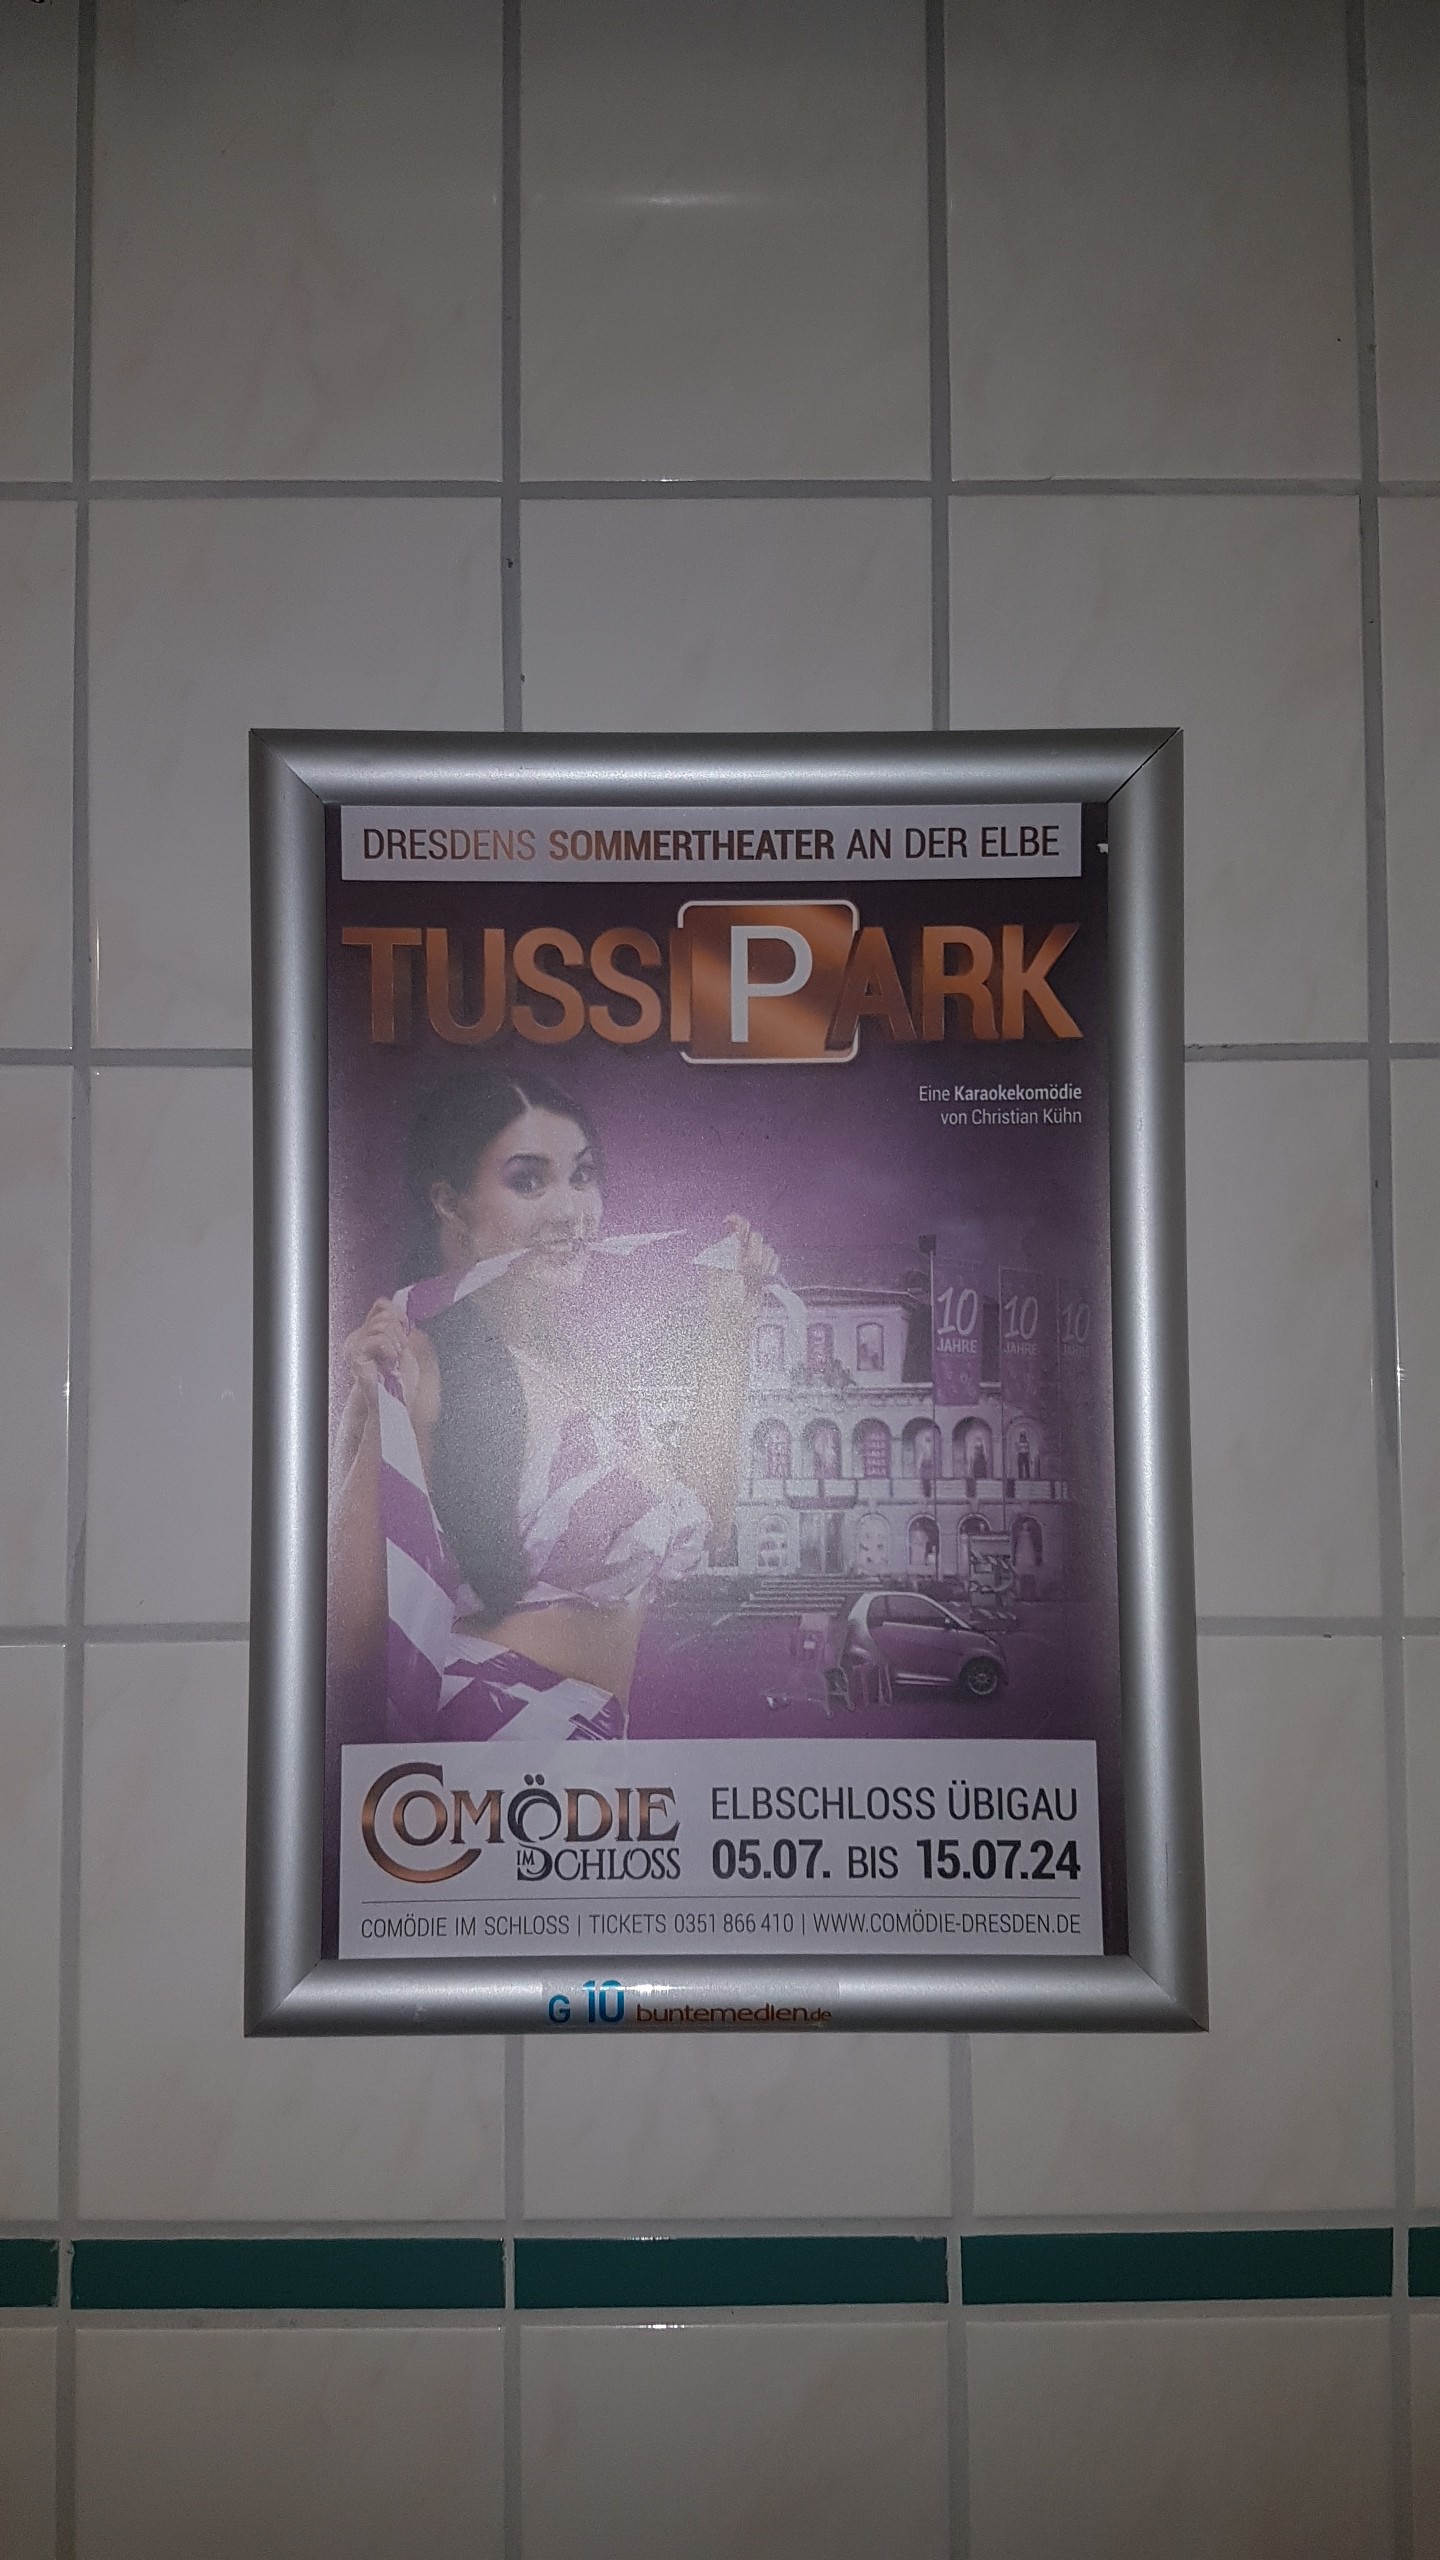 DRESDENS SOMMERTHEATER AN DER ELBE
TUSSIPARK
Eine Karaokekomödie
von Christian Kühn
10 10 10
JAHRE JAHRE JAHRE
COMÖDIE
IM SCHLOSS
ELBSCHLOSS ÜBIGAU
05.07. BIS 15.07.24
COMÖDIE IM SCHLOSS | TICKETS 0351 866 410 | WWW.COMÖDIE-DRESDEN.DE
G 10 buntemedien.de